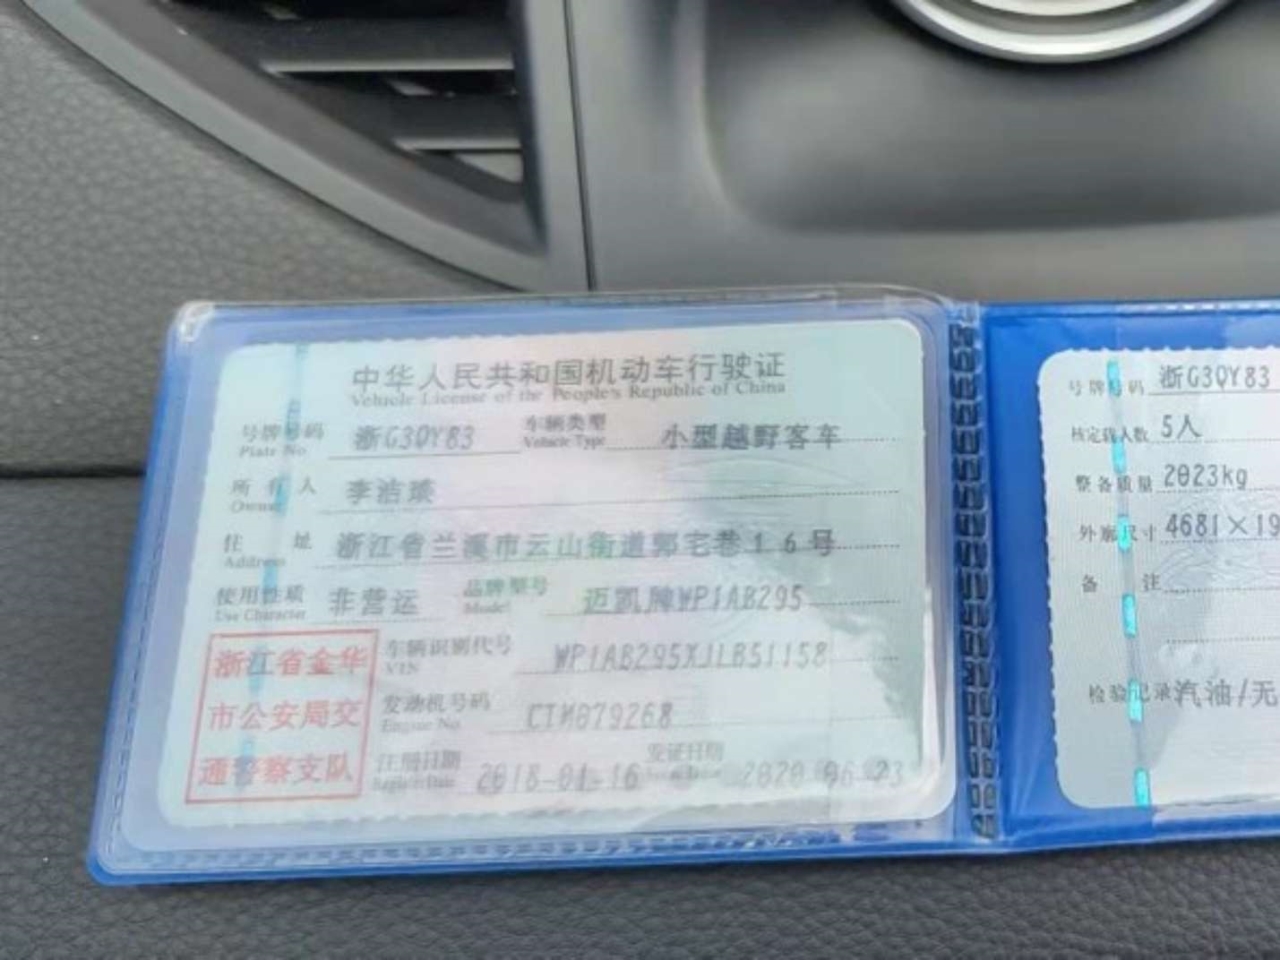 中华人民共和国机动车行驶证
Vehicle License of the People's Republic of China
号牌号码 浙G30Y83 车辆类型 小型越野客车
Plate No. Vehicle Type
所有人 李洁
Owner
住址 浙江省兰溪市云山街道郭宅巷16号
Address
使用性质 非营运 品牌型号 迈凯牌WP1AB295
Use Character Model
浙江省金华
市公安局交
通警察支队
车辆识别代号 WP1AB295XJLB51158
VIN
发动机号码 079268
Engine No.
注册日期 2018-01-16 发证日期 2020-06-23
Register Date Issue Date
号牌号码 浙G30Y83
核定载人数 5人
整备质量 2023kg
外廓尺寸 4681×19
备注
检验记录 汽油/无